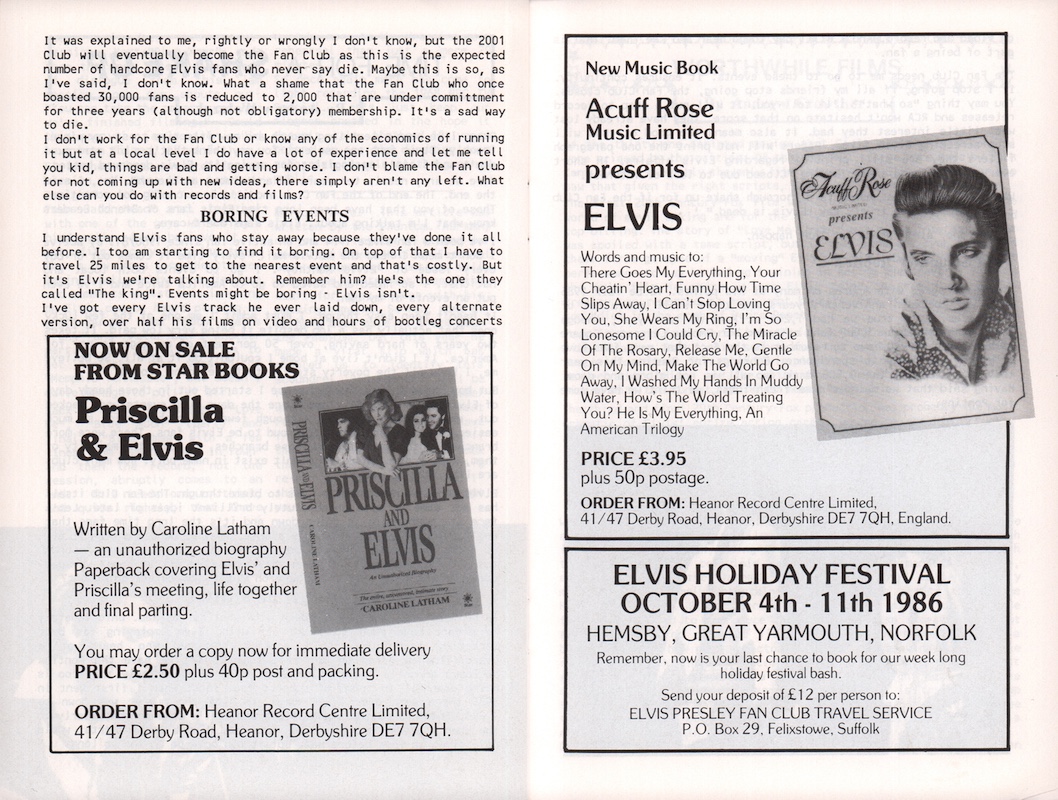 It was explained to me, rightly or wrongly I don't know, but the 2001
Club will eventually become the Fan Club as this is the expected
number of hardcore Elvis fans who never say die. Maybe this is so, as
I've said, I don't know. What a shame that the Fan Club who once
boasted 30,000 fans is reduced to 2,000 that are under committment
for three years (although not obligatory) membership. It's a sad way
to die.
I don't work for the Fan Club or know any of the economics of running
it but at a local level I do have a lot of experience and let me tell
you kid, things are bad and getting worse. I don't blame the Fan Club
for not coming up with new ideas, there simply aren't any left. What
else can you do with records and films?
BORING EVENTS
I understand Elvis fans who stay away because they've done it all
before. I too am starting to find it boring. On top of that I have to
travel 25 miles to get to the nearest event and that's costly. But
it's Elvis we're talking about. Remember him? He's the one they
called "The king". Events might be boring - Elvis isn't.
I've got every Elvis track he ever laid down, every alternate
version, over half his films on video and hours of bootleg concerts
NOW ON SALE
FROM STAR BOOKS
Priscilla
& Elvis
PRISCILLA AND ELVIS
CAROLINE LATHAM
PRISCILLA
AND
ELVIS
An Unauthorized Biography
The entire, uncensored, intimate story
CAROLINE LATHAM
Written by Caroline Latham
— an unauthorized biography
Paperback covering Elvis' and
Priscilla's meeting, life together
and final parting.
You may order a copy now for immediate delivery
PRICE £2.50 plus 40p post and packing.
ORDER FROM: Heanor Record Centre Limited,
41/47 Derby Road, Heanor, Derbyshire DE7 7QH.
New Music Book
Acuff Rose
Music Limited
presents
ELVIS
Acuff Rose
MUSIC LIMITED
presents
ELVIS
Words and music to:
There Goes My Everything, Your
Cheatin' Heart, Funny How Time
Slips Away, I Can't Stop Loving
You, She Wears My Ring, I'm So
Lonesome I Could Cry, The Miracle
Of The Rosary, Release Me, Gentle
On My Mind, Make The World Go
Away, I Washed My Hands In Muddy
Water, How's The World Treating
You? He Is My Everything, An
American Trilogy
PRICE £3.95
plus 50p postage.
ORDER FROM: Heanor Record Centre Limited,
41/47 Derby Road, Heanor, Derbyshire DE7 7QH, England.
ELVIS HOLIDAY FESTIVAL
OCTOBER 4th - 11th 1986
HEMSBY, GREAT YARMOUTH, NORFOLK
Remember, now is your last chance to book for our week long
holiday festival bash.
Send your deposit of £12 per person to:
ELVIS PRESLEY FAN CLUB TRAVEL SERVICE
P.O. Box 29, Felixstowe, Suffolk